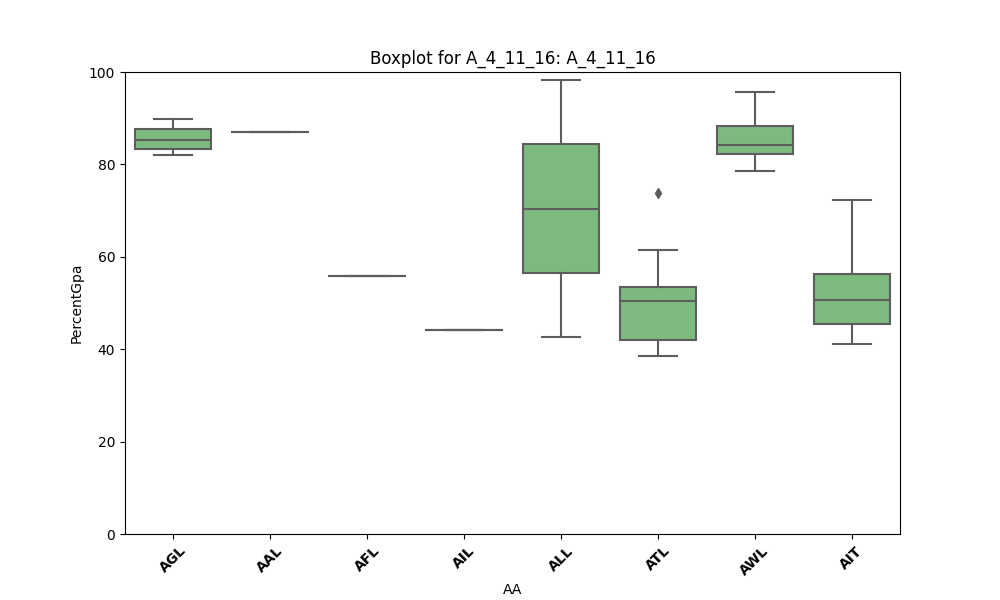 Boxplot for A_4_11_16: A_4_11_16
100
80
60
40
20
0
PercentGpa
AGL
AAL
AFL
AIL
ALL
ATL
AWL
AIT
AA